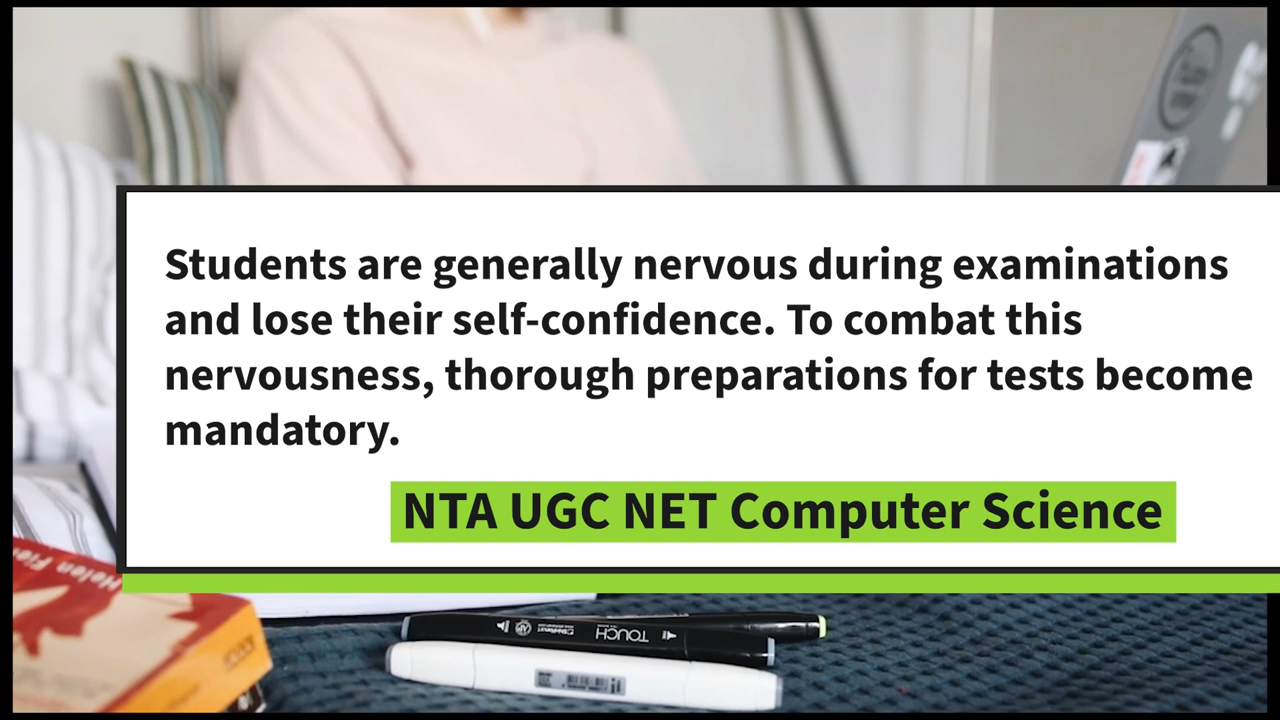 Students are generally nervous during examinations
and lose their self-confidence. To combat this
nervousness, thorough preparations for tests become
mandatory.
NTA UGC NET Computer Science
Helen
TOUCH